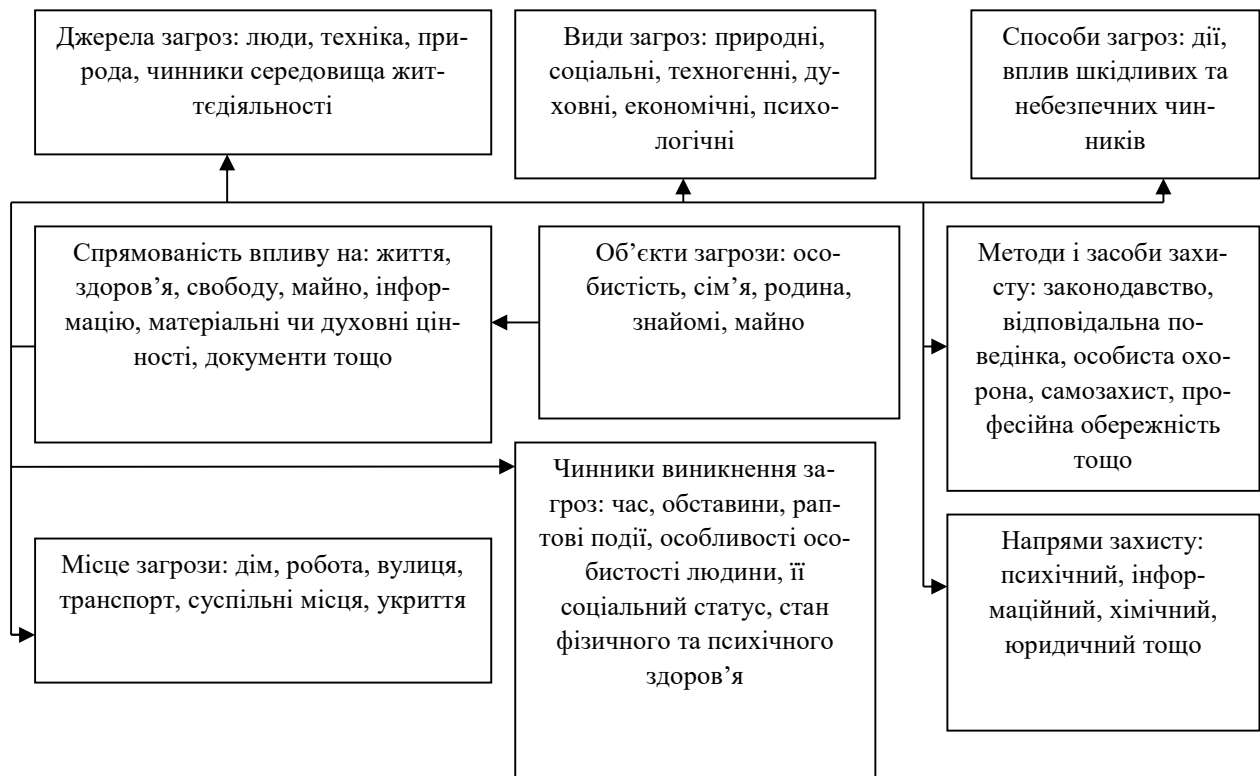 Джерела загроз: люди, техніка, при-
рода, чинники середовища жит-
тєдіяльності
Види загроз: природні,
соціальні, техногенні, ду-
ховні, економічні, психо-
логічні
Способи загроз: дії,
вплив шкідливих та
небезпечних чин-
ників
Спрямованість впливу на: життя,
здоров’я, свободу, майно, інфор-
мацію, матеріальні чи духовні цін-
ності, документи тощо
Об’єкти загрози: осо-
бистість, сім’я, родина,
знайомі, майно
Методи і засоби захи-
сту: законодавство,
відповідальна по-
ведінка, особиста охо-
рона, самозахист, про-
фесійна обережність
тощо
Чинники виникнення за-
гроз: час, обставини, рап-
тові події, особливості осо-
бистості людини, її
соціальний статус, стан
фізичного та психічного
здоров’я
Місце загрози: дім, робота, вулиця,
транспорт, суспільні місця, укриття
Напрями захисту:
психічний, інфор-
маційний, хімічний,
юридичний тощо